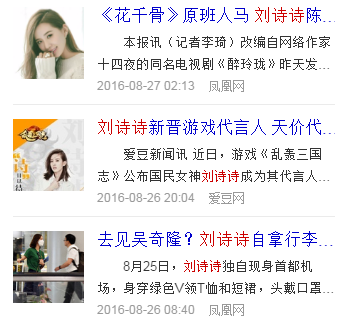 《花千骨》原班人马 刘诗诗陈...
本报讯（记者李琦）改编自网络作家
十四夜的同名电视剧《醉玲珑》昨天发...
2016-08-27 02:13 凤凰网
刘诗诗新晋游戏代言人 天价代...
爱豆新闻讯 近日，游戏《乱轰三国
志》公布国民女神刘诗诗成为其代言人...
2016-08-26 20:04 爱豆网
去见吴奇隆？刘诗诗自拿行李...
8月25日，刘诗诗独自现身首都机
场，身穿绿色V领T恤和短裙，头戴口罩...
2016-08-26 08:40 凤凰网